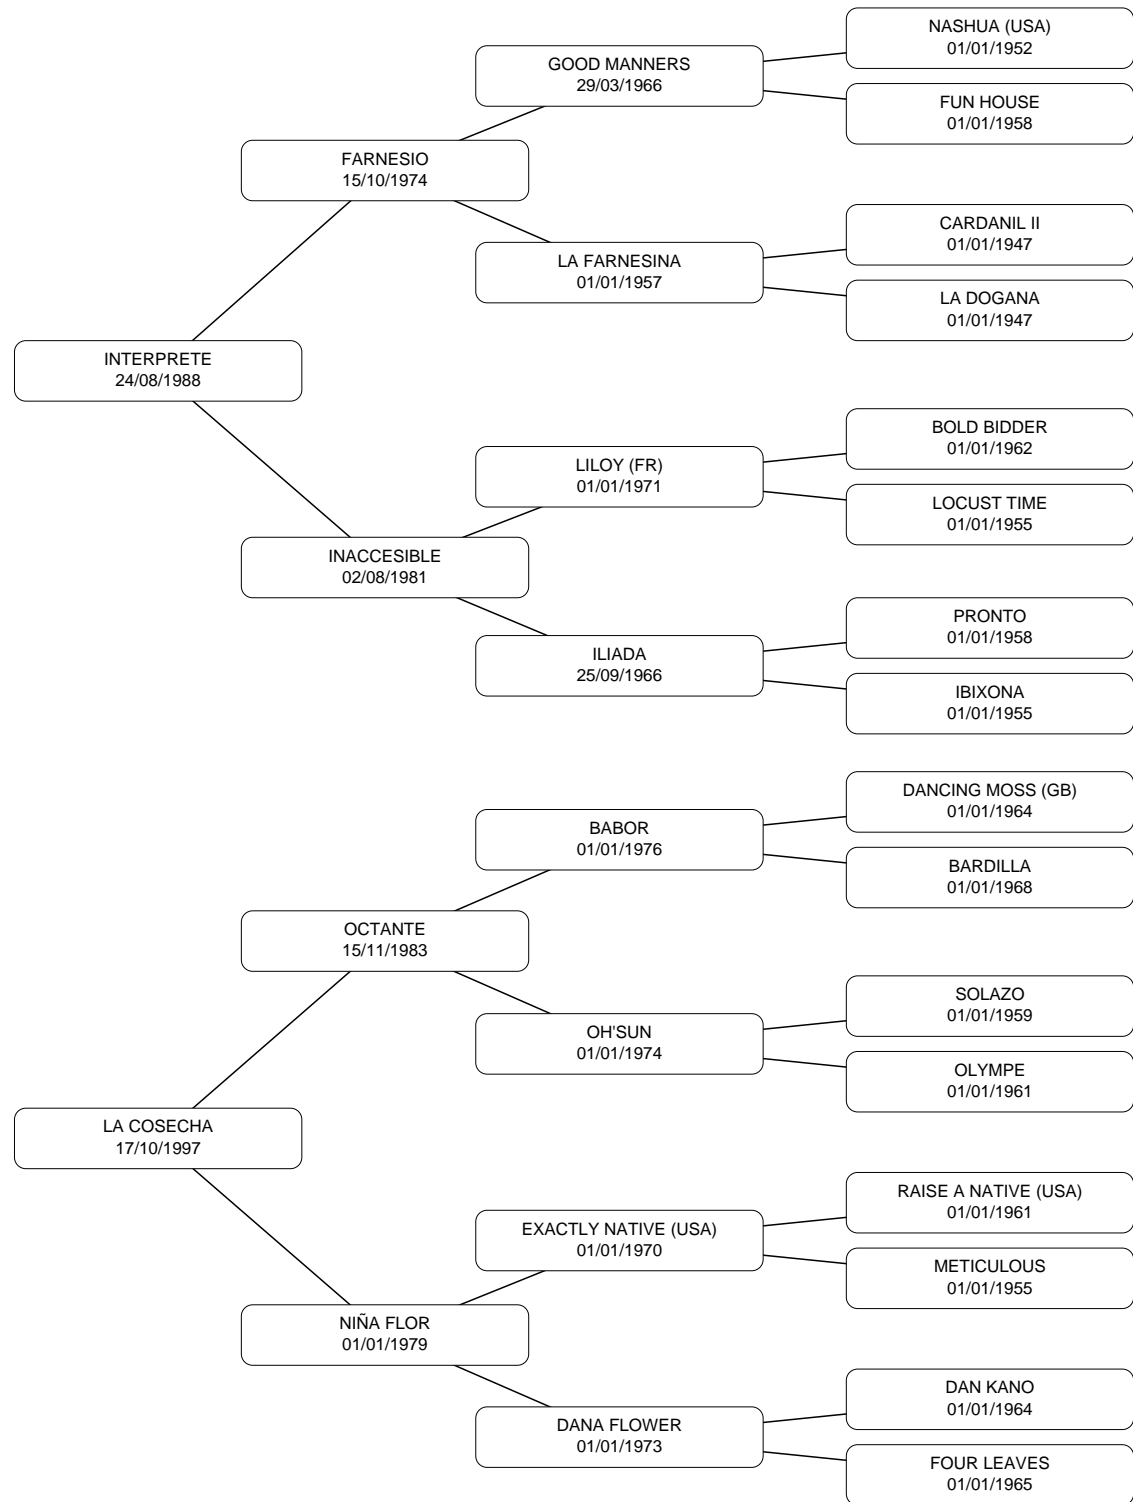 NASHUA (USA)
01/01/1952
GOOD MANNERS
29/03/1966
FUN HOUSE
01/01/1958
FARNESIO
15/10/1974
CARDANIL II
01/01/1947
LA FARNESINA
01/01/1957
LA DOGANA
01/01/1947
INTERPRETE
24/08/1988
BOLD BIDDER
01/01/1962
LILOY (FR)
01/01/1971
LOCUST TIME
01/01/1955
INACCESIBLE
02/08/1981
PRONTO
01/01/1958
ILIADA
25/09/1966
IBIXONA
01/01/1955
DANCING MOSS (GB)
01/01/1964
BABOR
01/01/1976
BARDILLA
01/01/1968
OCTANTE
15/11/1983
SOLAZO
01/01/1959
OH'SUN
01/01/1974
OLYMPE
01/01/1961
LA COSECHA
17/10/1997
RAISE A NATIVE (USA)
01/01/1961
EXACTLY NATIVE (USA)
01/01/1970
METICULOUS
01/01/1955
NIÑA FLOR
01/01/1979
DAN KANO
01/01/1964
DANA FLOWER
01/01/1973
FOUR LEAVES
01/01/1965